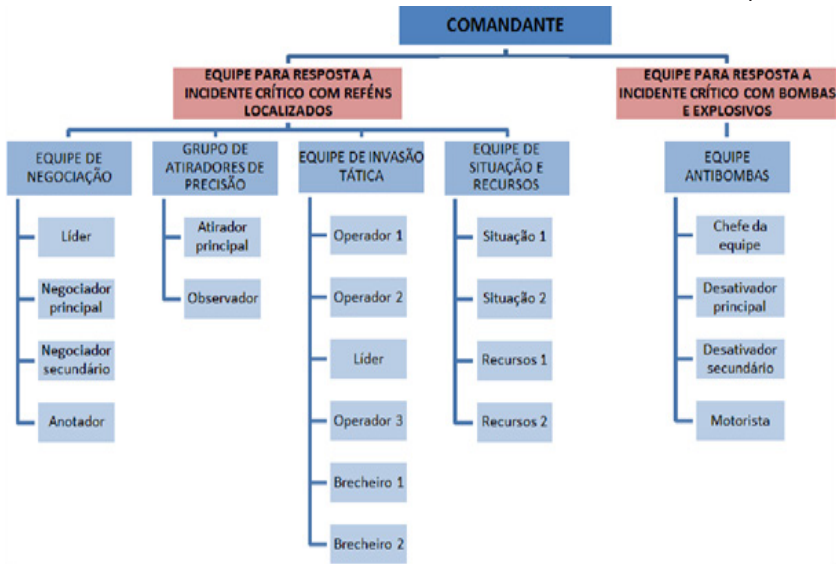 COMANDANTE
EQUIPE PARA RESPOSTA A
INCIDENTE CRÍTICO COM REFÉNS
LOCALIZADOS
EQUIPE PARA RESPOSTA A
INCIDENTE CRÍTICO COM BOMBAS
E EXPLOSIVOS
EQUIPE DE
NEGOCIAÇÃO
Líder
Negociador
principal
Negociador
secundário
Anotador
GRUPO DE
ATIRADORES DE
PRECISÃO
Atirador
principal
Observador
EQUIPE DE INVASÃO
TÁTICA
Operador 1
Operador 2
Líder
Operador 3
Brecheiro 1
Brecheiro 2
EQUIPE DE
SITUAÇÃO E
RECURSOS
Situação 1
Situação 2
Recursos 1
Recursos 2
EQUIPE
ANTIBOMBAS
Chefe da
equipe
Desativador
principal
Desativador
secundário
Motorista